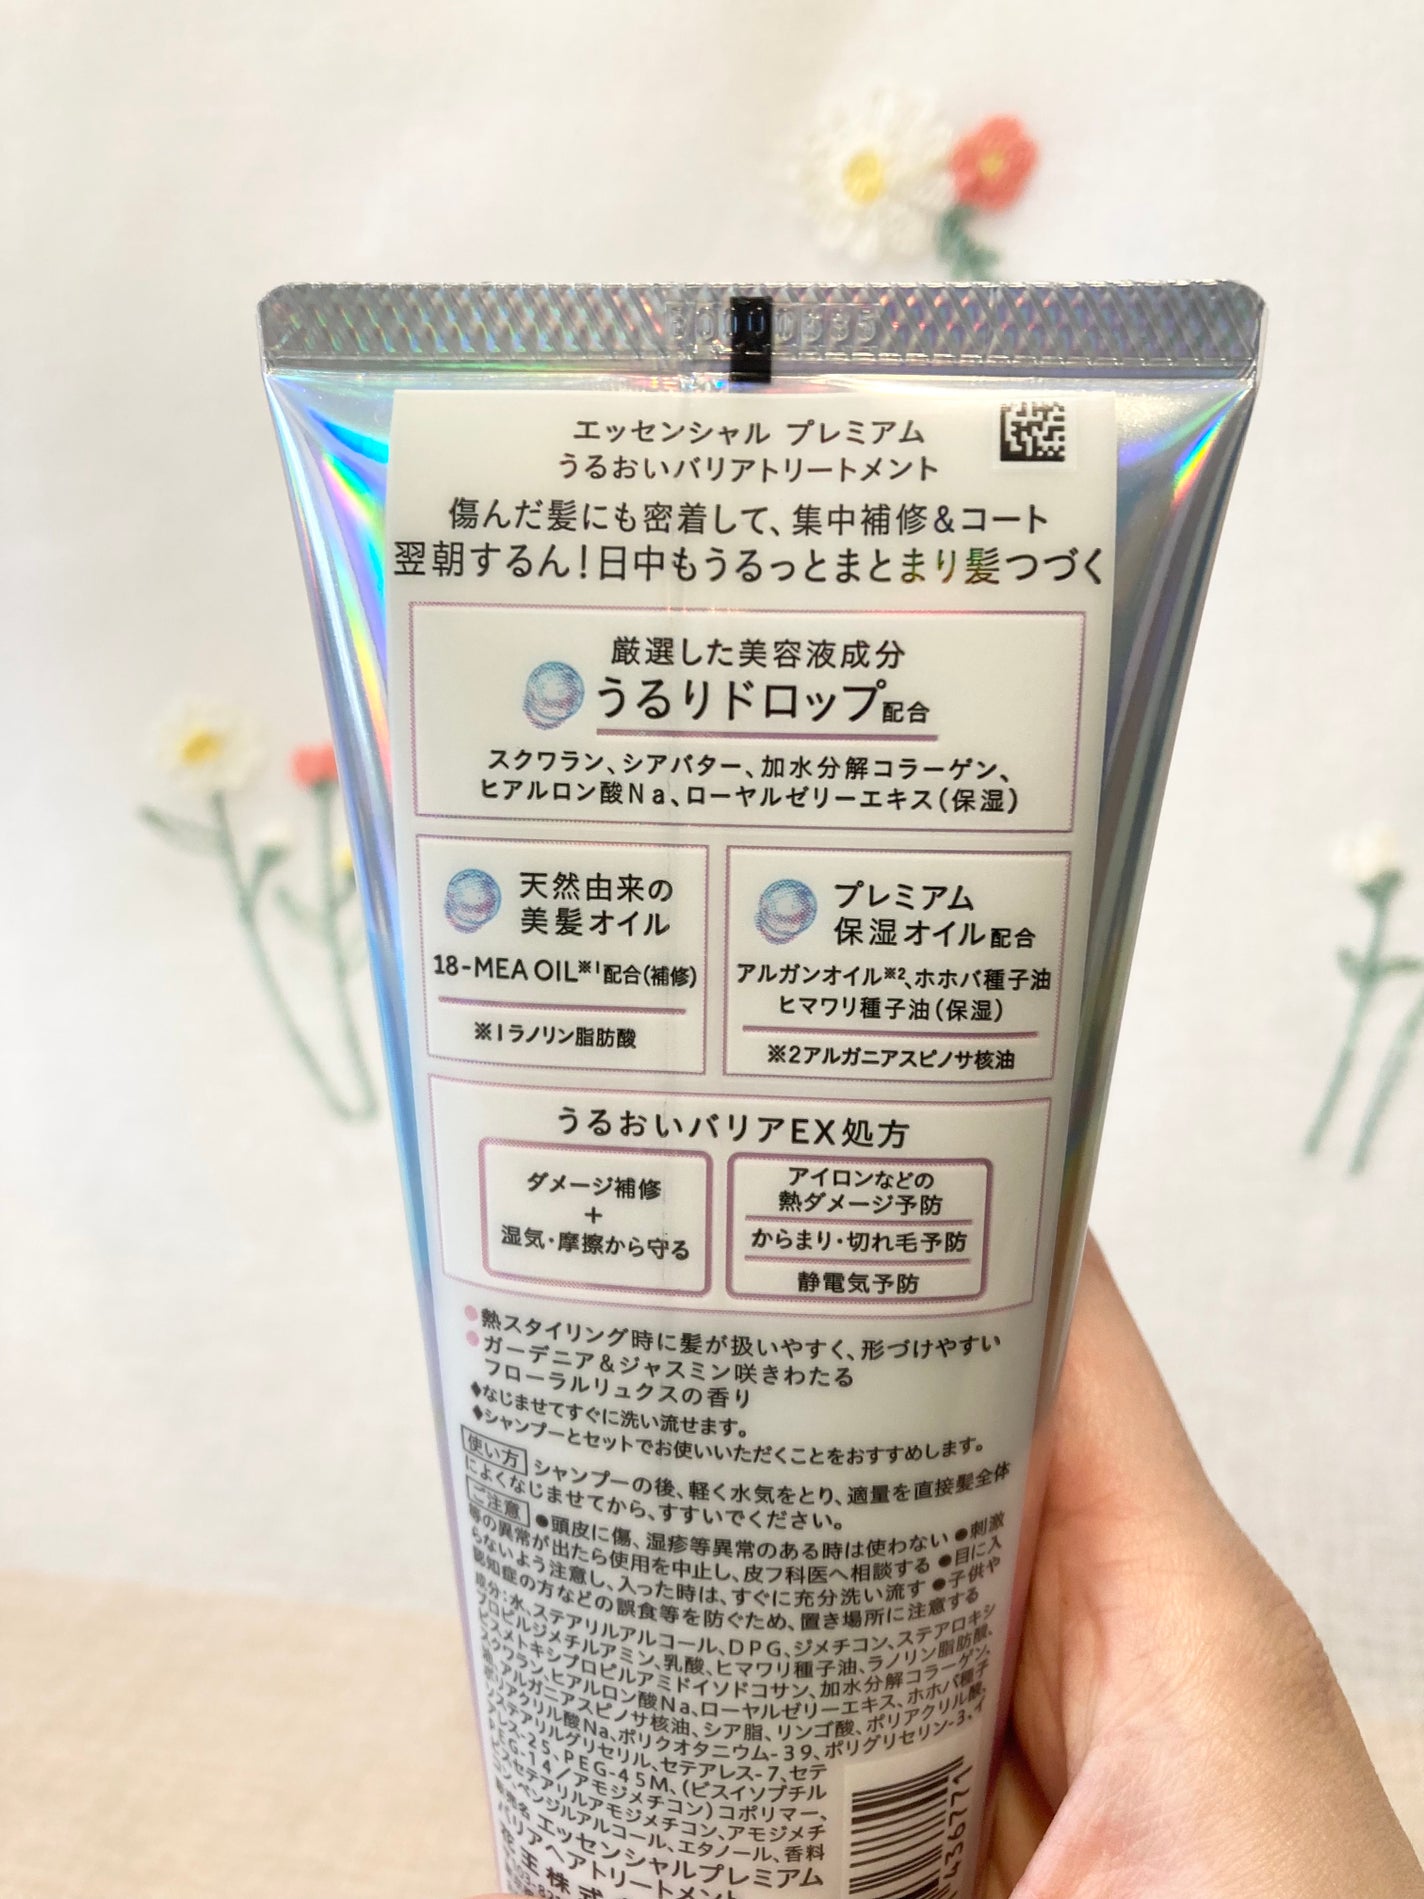 エッセンシャル プレミアム
うるおいバリアトリートメント
傷んだ髪にも密着して、集中補修&コート
翌朝するん!日中もうるっとまとまり髪つづく
厳選した美容液成分
うるりドロップ配合
スクワラン、シアバター、加水分解コラーゲン、
ヒアルロン酸Na、ローヤルゼリーエキス(保湿)
天然由来の
美髪オイル
18-MEA OIL※1配合(補修)
※1ラノリン脂肪酸
プレミアム
保湿オイル配合
アルガンオイル※2、ホホバ種子油
ヒマワリ種子油(保湿)
※2アルガニアスピノサ核油
うるおいバリアEX処方
ダメージ補修
+
湿気・摩擦から守る
アイロンなどの
熱ダメージ予防
からまり・切れ毛予防
静電気予防
●熱スタイリング時に髪が扱いやすく、形づけやすい
●ガーデニア&ジャスミン咲きわたる
フローラルリュクスの香り
◆なじませてすぐに洗い流せます。
◆シャンプーとセットでお使いいただくことをおすすめします。
使い方 シャンプーの後、軽く水気をとり、適量を直接髪全体
によくなじませてから、すすいでください。
ご注意 ●頭皮に傷、湿疹等異常のある時は使わない ●刺激
等の異常が出たら使用を中止し、皮フ科医へ相談する ●目に入
らないよう注意し、入った時は、すぐに充分洗い流す ●子供や
認知症の方などの誤食等を防ぐため、置き場所に注意する
成分:水、ステアリルアルコール、DPG、ジメチコン、ステアロキシ
プロピルジメチルアミン、乳酸、ヒマワリ種子油、ラノリン脂肪酸、
ビスメトキシプロピルアミドイソドコサン、加水分解コラーゲン、
スクワラン、ヒアルロン酸Na、ローヤルゼリーエキス、ホホバ種子
油、アルガニアスピノサ核油、シア脂、リンゴ酸、ポリアクリル酸、
ポリアクリル酸Na、ポリクオタニウム-39、ポリグリセリン-3、イ
ソステアリルグリセリル、セテアレス-7、セテ
アレス-25、PEG-45M、(ビスイソブチル
PEG-14/アモジメチコン)コポリマー、
ビスセテアリルアモジメチコン、アモジメチ
コン、ベンジルアルコール、エタノール、香料
販売名 エッセンシャルプレミアム
バリアヘアトリートメント
花王株式
436771